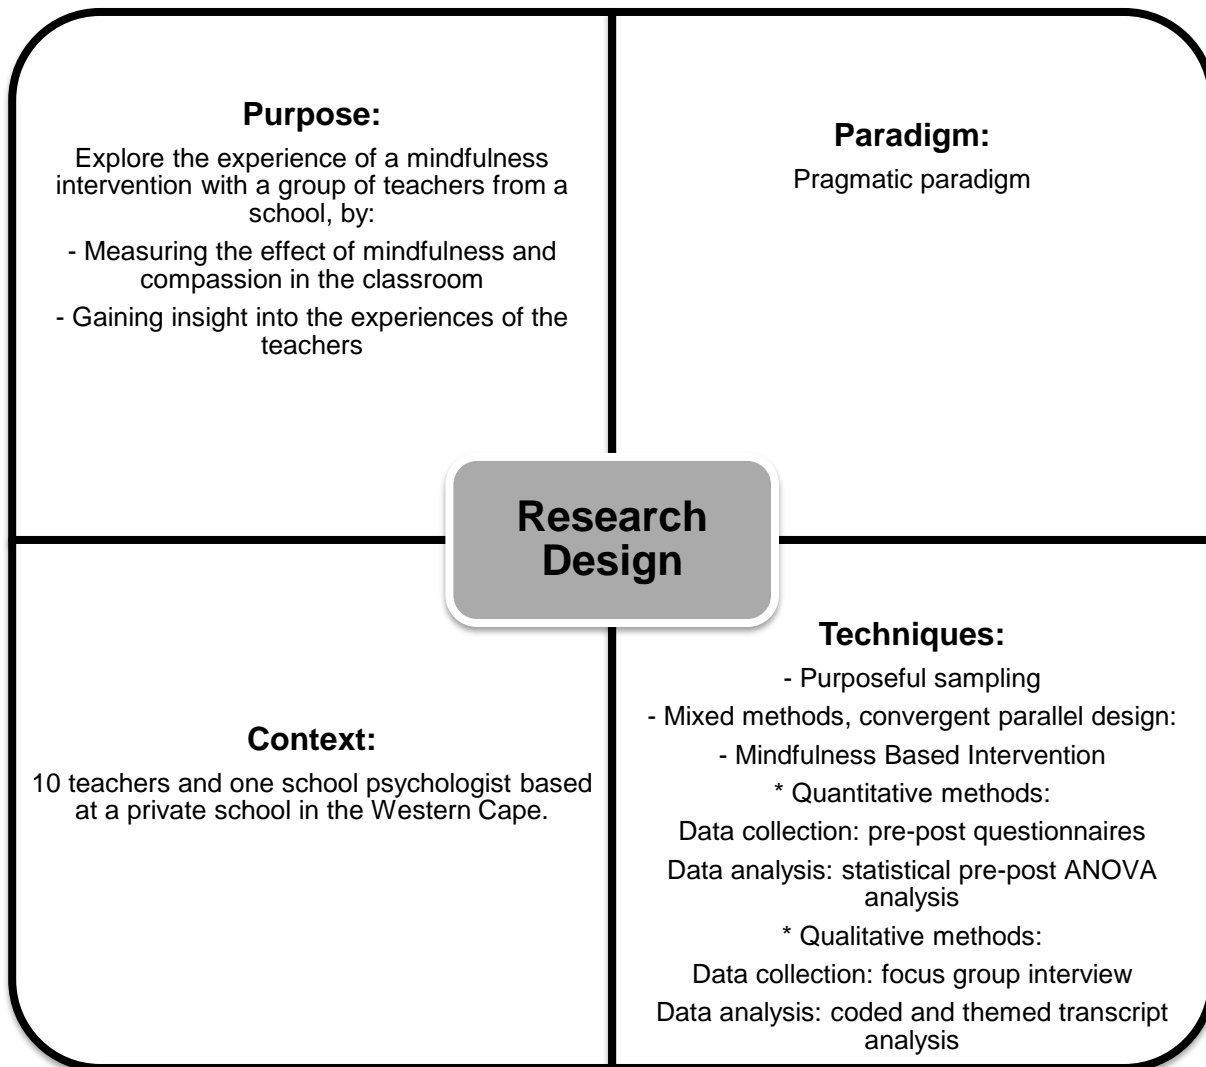 Purpose:
Explore the experience of a mindfulness
intervention with a group of teachers from a
school, by:
- Measuring the effect of mindfulness and
compassion in the classroom
- Gaining insight into the experiences of the
teachers
Paradigm:
Pragmatic paradigm
Research
Design
Context:
10 teachers and one school psychologist based
at a private school in the Western Cape.
Techniques:
- Purposeful sampling
- Mixed methods, convergent parallel design:
- Mindfulness Based Intervention
* Quantitative methods:
Data collection: pre-post questionnaires
Data analysis: statistical pre-post ANOVA
analysis
* Qualitative methods:
Data collection: focus group interview
Data analysis: coded and themed transcript
analysis